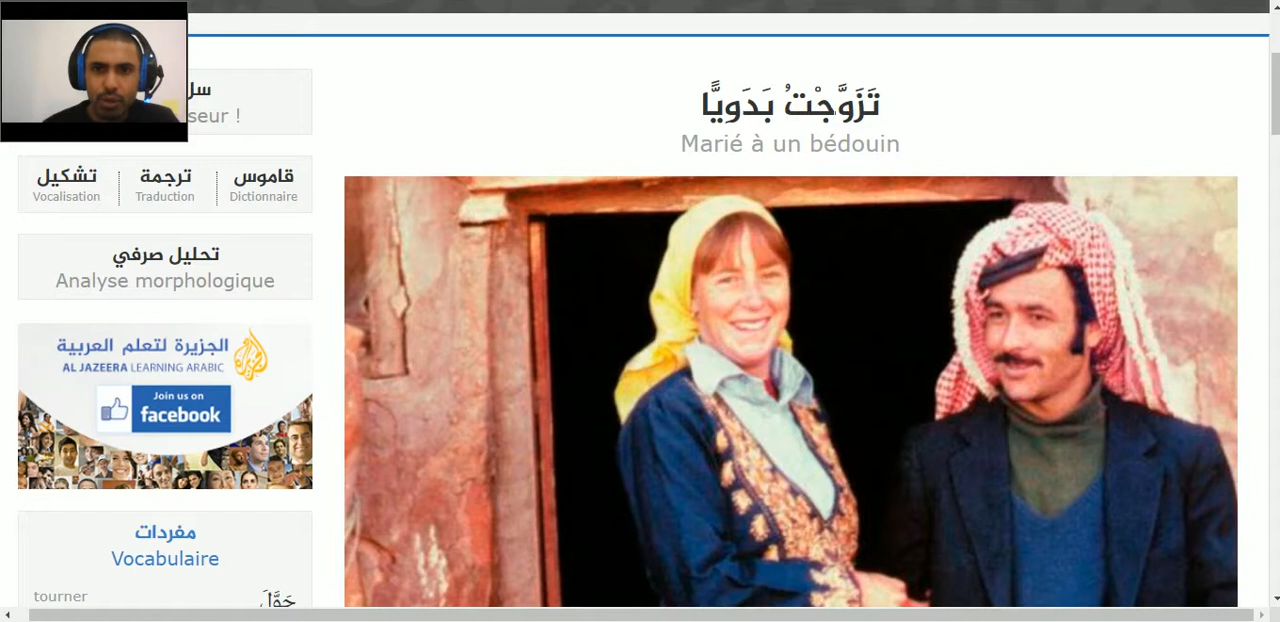 سل
seur !
تَزَوَّجْتُ بَدَوِيًّا
Marié à un bédouin
قاموس
ترجمة
تشكيل
Dictionnaire
Traduction
Vocalisation
تحليل صرفي
Analyse morphologique
الجزيرة لتعلم العربية
AL JAZEERA LEARNING ARABIC
Join us on
facebook
مفردات
Vocabulaire
tourner
جَوَّلَ